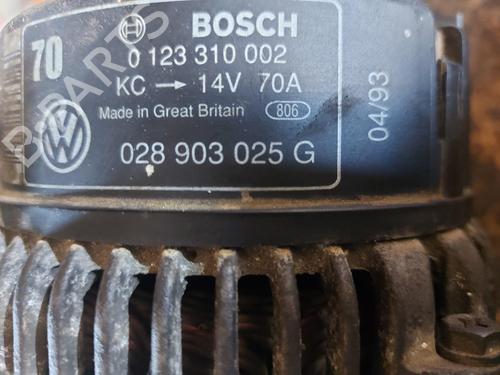 70 BOSCH
0 123 310 002
KC → 14V 70A
Made in Great Britain 806
028 903 025 G
04/93
B-PARTS